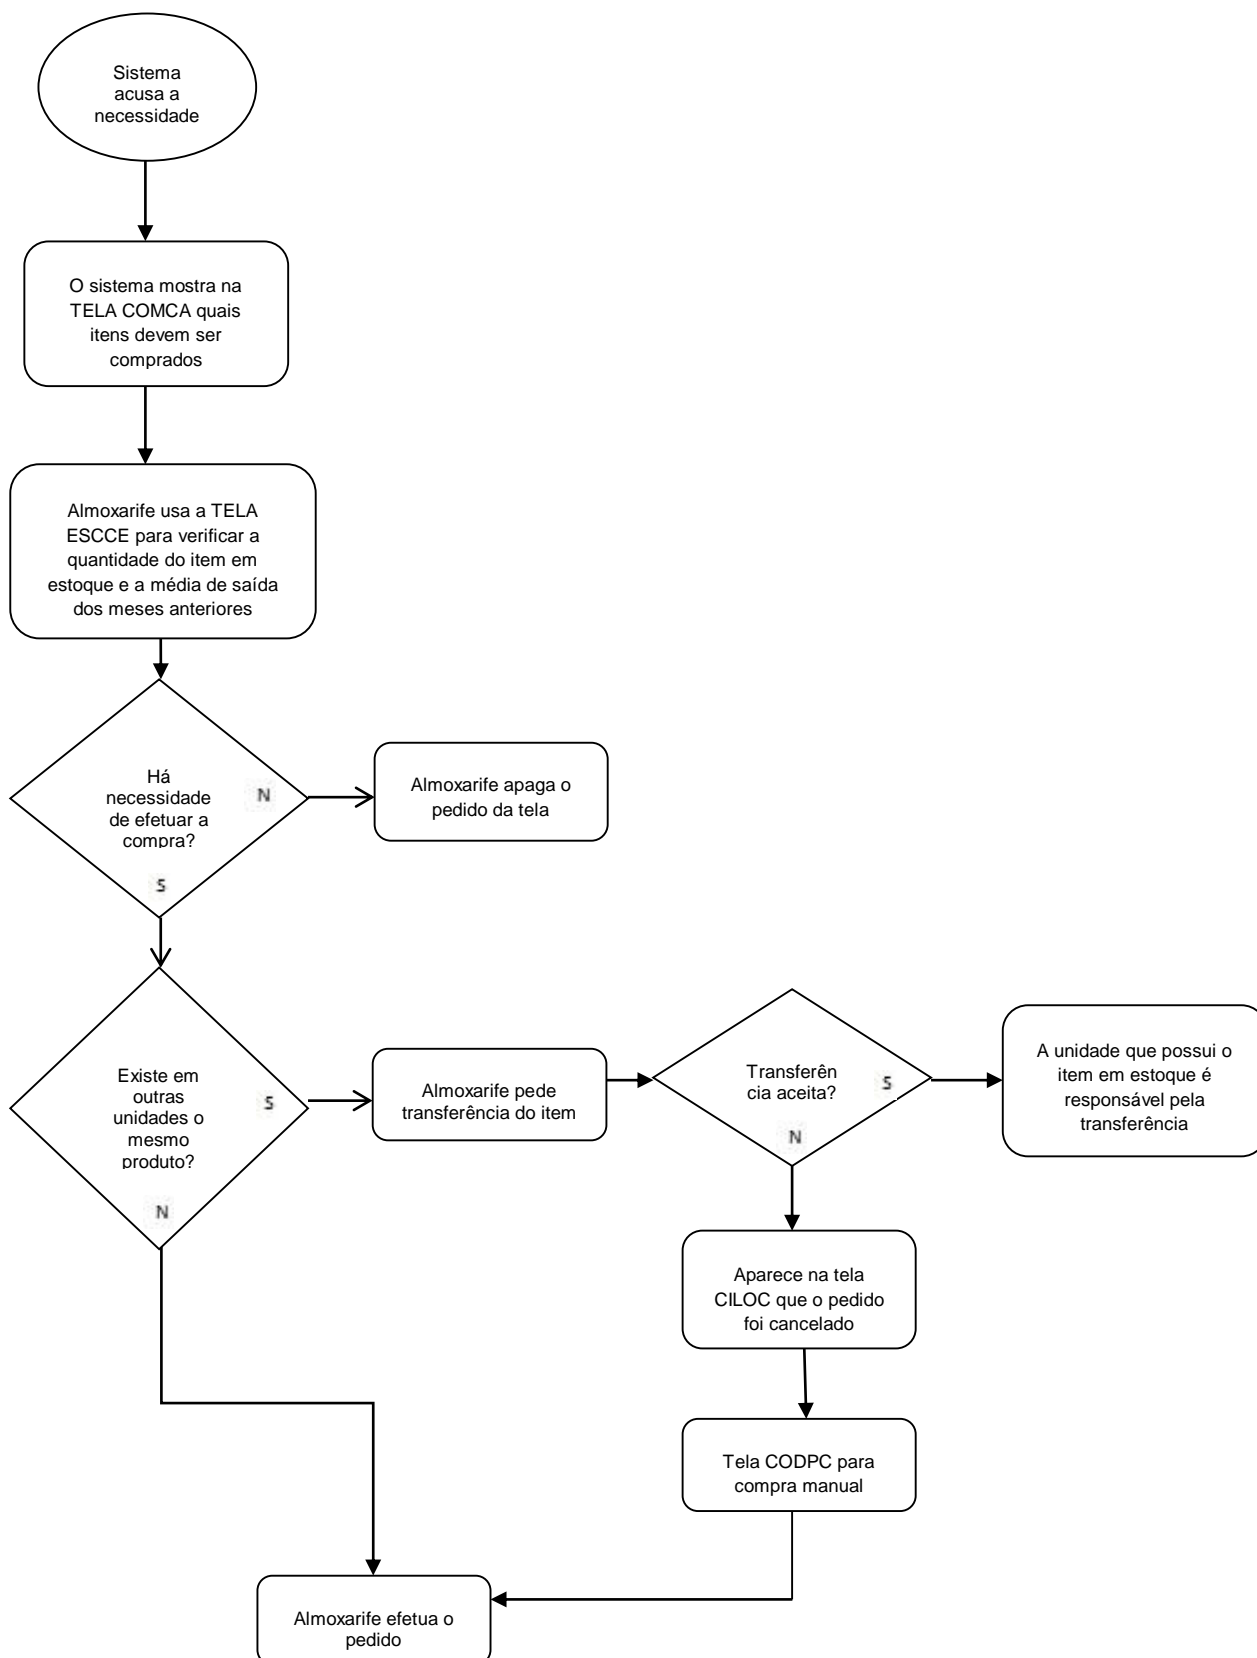 Sistema
acusa a
necessidade
O sistema mostra na
TELA COMCA quais
itens devem ser
comprados
Almoxarife usa a TELA
ESCCE para verificar a
quantidade do item em
estoque e a média de saída
dos meses anteriores
Há
necessidade
de efetuar a
compra?
N
S
Almoxarife apaga o
pedido da tela
Existe em
outras
unidades o
mesmo
produto?
S
N
Almoxarife pede
transferência do item
Transferên
cia aceita?
S
N
A unidade que possui o
item em estoque é
responsável pela
transferência
Aparece na tela
CILOC que o pedido
foi cancelado
Tela CODPC para
compra manual
Almoxarife efetua o
pedido